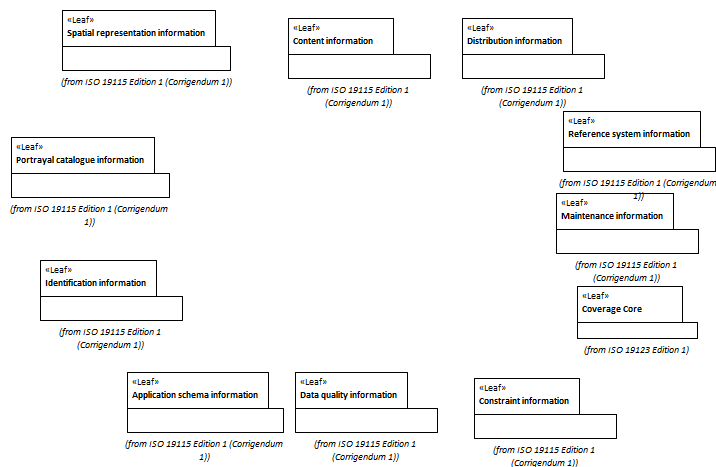 «Leaf»
Spatial representation information
(from ISO 19115 Edition 1 (Corrigendum 1))
«Leaf»
Content information
(from ISO 19115 Edition 1
(Corrigendum 1))
«Leaf»
Distribution information
(from ISO 19115 Edition 1
(Corrigendum 1))
«Leaf»
Reference system information
(from ISO 19115 Edition 1 (Corrigendum
1))
«Leaf»
Portrayal catalogue information
(from ISO 19115 Edition 1 (Corrigendum
1))
«Leaf»
Maintenance information
(from ISO 19115 Edition 1
(Corrigendum 1))
«Leaf»
Identification information
(from ISO 19115 Edition 1
(Corrigendum 1))
«Leaf»
Coverage Core
(from ISO 19123 Edition 1)
«Leaf»
Application schema information
(from ISO 19115 Edition 1 (Corrigendum
1))
«Leaf»
Data quality information
(from ISO 19115 Edition 1
(Corrigendum 1))
«Leaf»
Constraint information
(from ISO 19115 Edition 1
(Corrigendum 1))